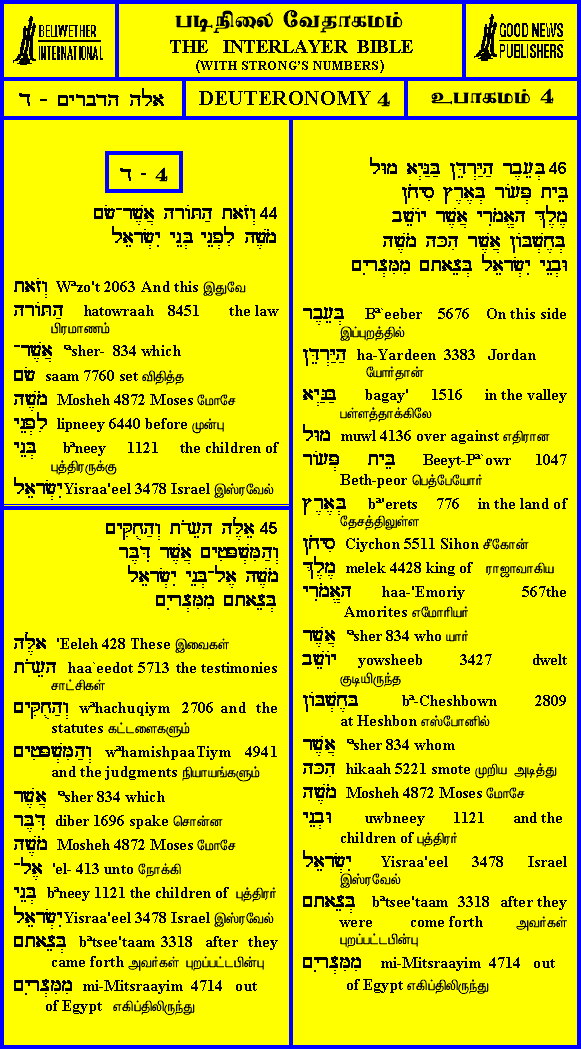 BELLWETHER
INTERNATIONAL
படிநிலை வேதாகமம்
THE INTERLAYER BIBLE
(WITH STRONG'S NUMBERS)
GOOD NEWS
PUBLISHERS
אלה הדברים - ד
DEUTERONOMY 4
உபாகமம் 4
ד - 4
44 וְזֹאת הַתּוֹרָה אֲשֶׁר־שָׂם
מֹשֶׁה לִפְנֵי בְּנֵי יִשְׂרָאֵל
וְזֹאת Wᵊzo't 2063 And this இதுவே
הַתּוֹרָה hatowraah 8451 the law
பிரமாணம்
אֲשֶׁר־ ᵃsher- 834 which
שָׂם saam 7760 set விதித்த
מֹשֶׁה Mosheh 4872 Moses மோசே
לִפְנֵי lipneey 6440 before முன்பு
בְּנֵי bᵊneey 1121 the children of
புத்திரருக்கு
יִשְׂרָאֵל Yisraa'eel 3478 Israel இஸ்ரவேல்
45 אֵלֶּה הָעֵדֹת וְהַחֻקִּים
וְהַמִּשְׁפָּטִים אֲשֶׁר דִּבֶּר
מֹשֶׁה אֶל־בְּנֵי יִשְׂרָאֵל
בְּצֵאתָם מִמִּצְרָיִם
אֵלֶּה 'Eeleh 428 These இவைகள்
הָעֵדֹת haa`eedot 5713 the testimonies
சாட்சிகள்
וְהַחֻקִּים wᵊhachuqiym 2706 and the
statutes கட்டளைகளும்
וְהַמִּשְׁפָּטִים wᵊhamishpaaTiym 4941
and the judgments நியாயங்களும்
אֲשֶׁר ᵃsher 834 which
דִּבֶּר diber 1696 spake சொன்ன
מֹשֶׁה Mosheh 4872 Moses மோசே
אֶל־ 'el- 413 unto நோக்கி
בְּנֵי bᵊneey 1121 the children of புத்திரர்
יִשְׂרָאֵל Yisraa'eel 3478 Israel இஸ்ரவேல்
בְּצֵאתָם bᵊtsee'taam 3318 after they
came forth அவர்கள் புறப்பட்டபின்பு
מִמִּצְרָיִם mi-Mitsraayim 4714 out
of Egypt எகிப்திலிருந்து
46 בְּעֵבֶר הַיַּרְדֵּן בַּגַּיְא מוּל
בֵּית פְּעוֹר בְּאֶרֶץ סִיחֹן
מֶלֶךְ הָאֱמֹרִי אֲשֶׁר יוֹשֵׁב
בְּחֶשְׁבּוֹן אֲשֶׁר הִכָּה מֹשֶׁה
וּבְנֵי יִשְׂרָאֵל בְּצֵאתָם מִמִּצְרָיִם
בְּעֵבֶר Bᵊ`eeber 5676 On this side
இப்புறத்தில்
הַיַּרְדֵּן ha-Yardeen 3383 Jordan
யோர்தான்
בַּגַּיְא bagay' 1516 in the valley
பள்ளத்தாக்கிலே
מוּל muwl 4136 over against எதிரான
בֵּית פְּעוֹר Beeyt-Pᵊ`owr 1047
Beth-peor பெத்பேயோர்
בְּאֶרֶץ bᵊ'erets 776 in the land of
தேசத்திலுள்ள
סִיחֹן Ciychon 5511 Sihon சீகோன்
מֶלֶךְ melek 4428 king of ராஜாவாகிய
הָאֱמֹרִי haa-'Emoriy 567the
Amorites எமோரியர்
אֲשֶׁר ᵃsher 834 who யார்
יוֹשֵׁב yowsheeb 3427 dwelt
குடியிருந்த
בְּחֶשְׁבּוֹן bᵊ-Cheshbown 2809
at Heshbon எஸ்போனில்
אֲשֶׁר ᵃsher 834 whom
הִכָּה hikaah 5221 smote முறிய அடித்து
מֹשֶׁה Mosheh 4872 Moses மோசே
וּבְנֵי uwbneey 1121 and the
children of புத்திரர்
יִשְׂרָאֵל Yisraa'eel 3478 Israel
இஸ்ரவேல்
בְּצֵאתָם bᵊtsee'taam 3318 after they
were come forth அவர்கள்
புறப்பட்டபின்பு
מִמִּצְרָיִם mi-Mitsraayim 4714 out
of Egypt எகிப்திலிருந்து